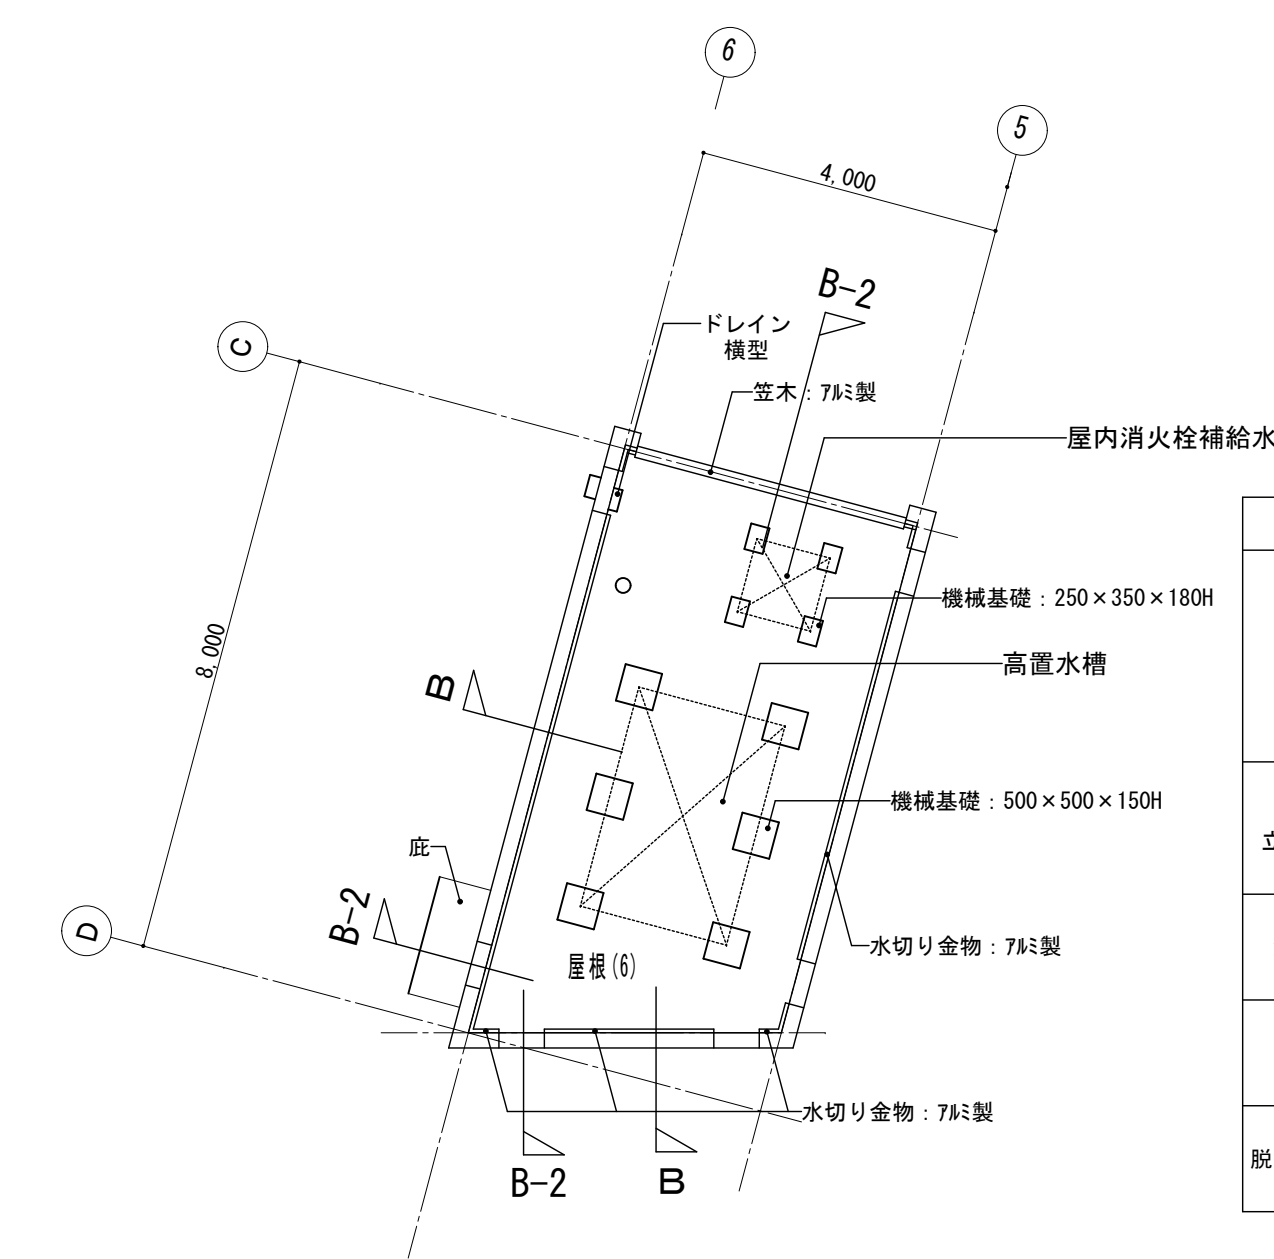 6
5
4,000
B-2
ドレイン
横型
C
笠木：アルミ製
屋内消火栓補給水
機械基礎：250×350×180H
8,000
高置水槽
B
機械基礎：500×500×150H
立
庇
B-2
D
水切り金物：アルミ製
屋根(6)
水切り金物：アルミ製
脱
B-2
B